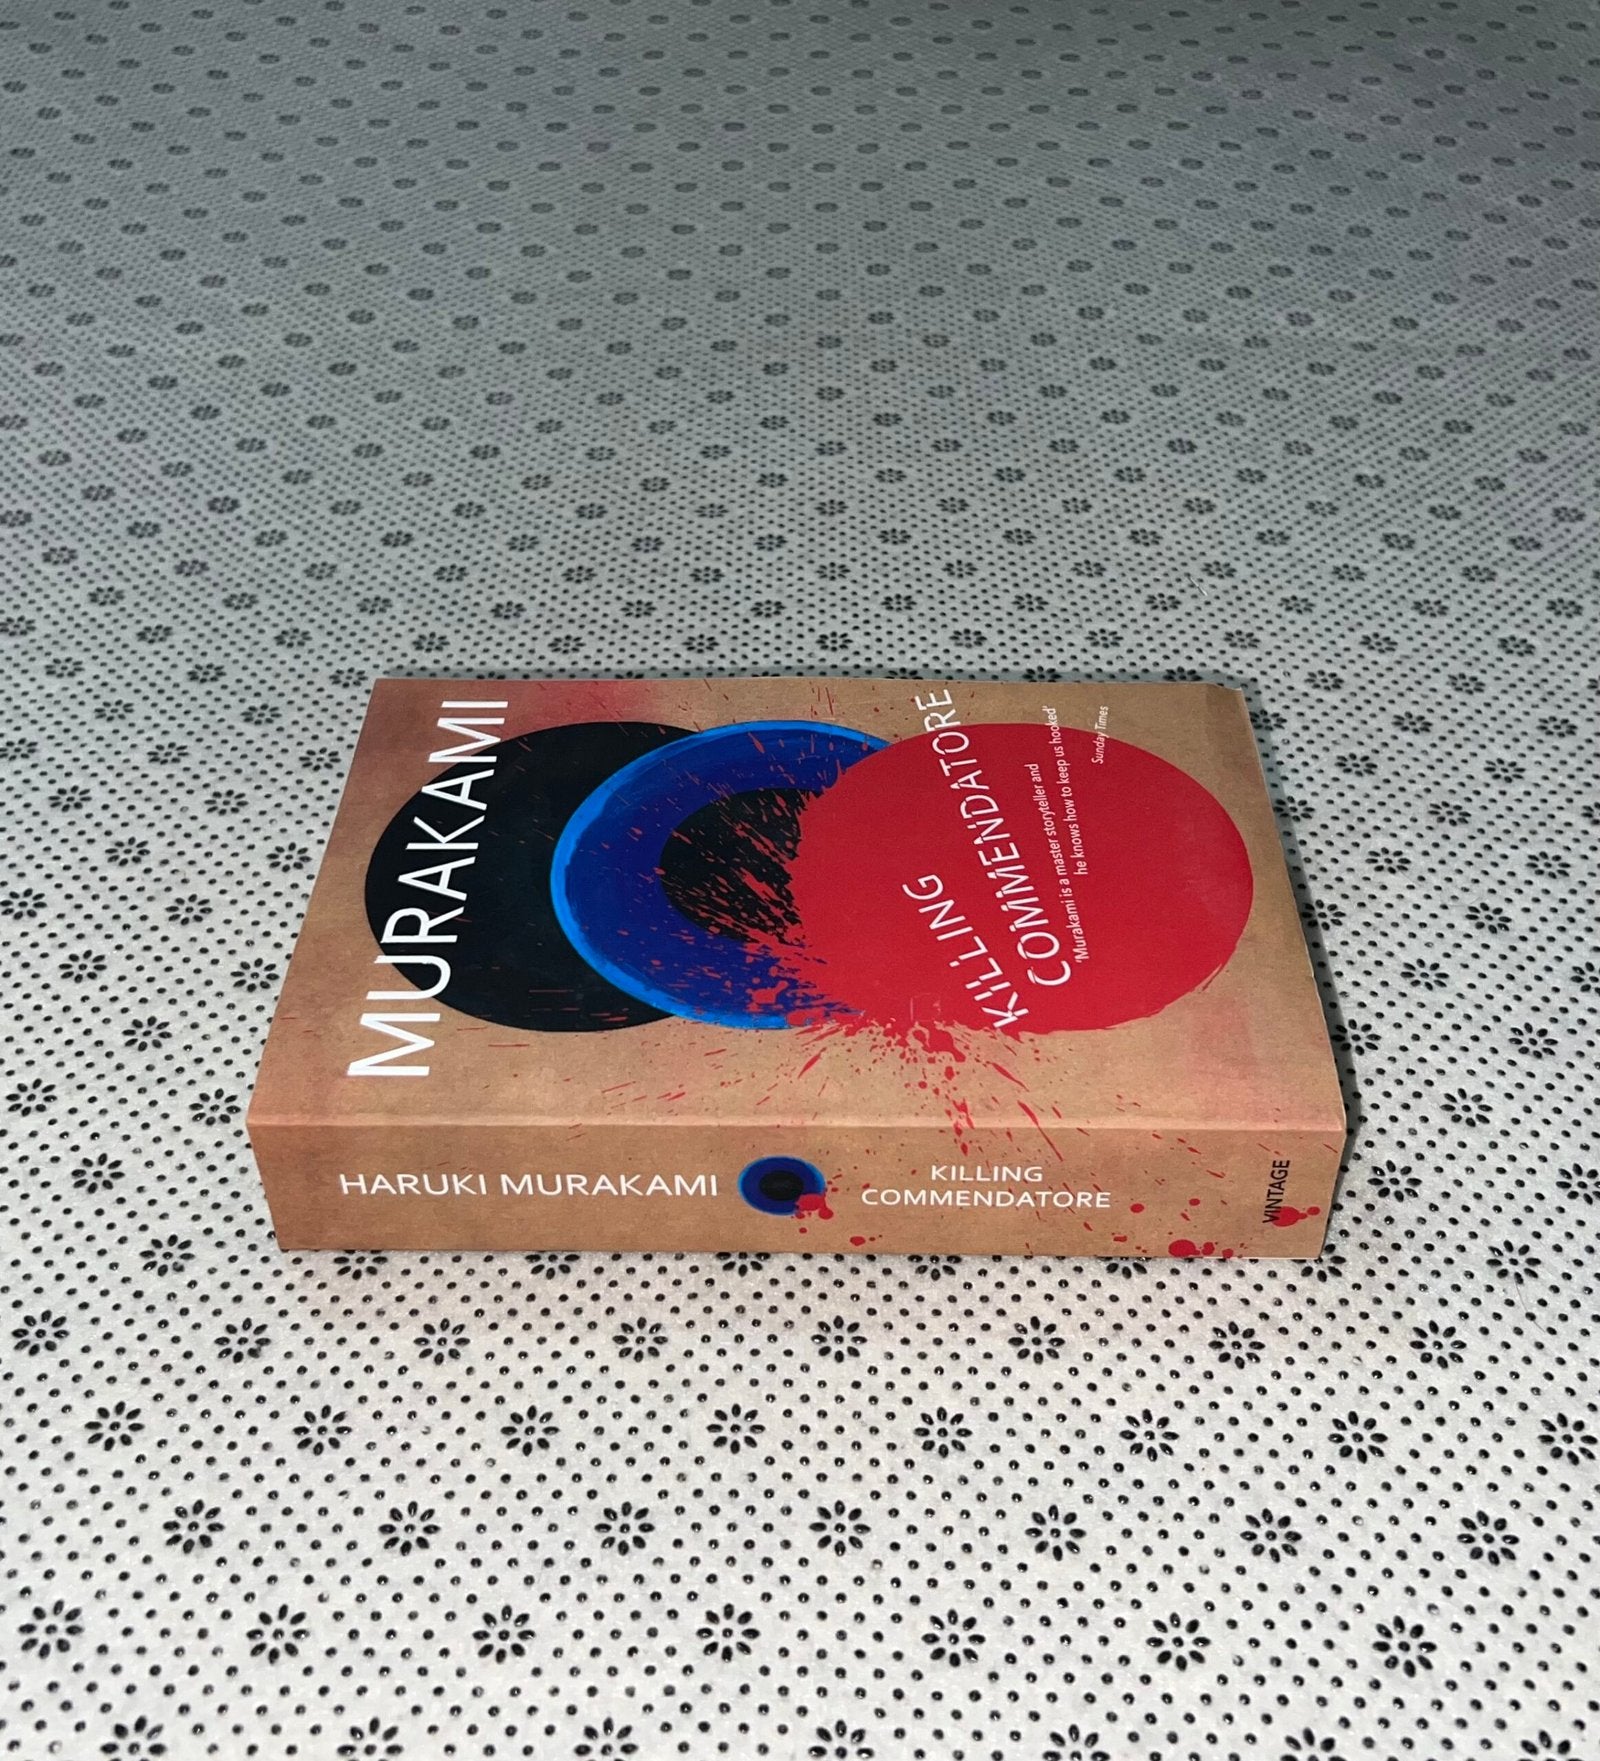 MURAKAMI
KILLING
COMMENDATORE
'Murakami is a master storyteller and
he knows how to keep us hooked'
Sunday Times
HARUKI MURAKAMI
KILLING
COMMENDATORE
VINTAGE